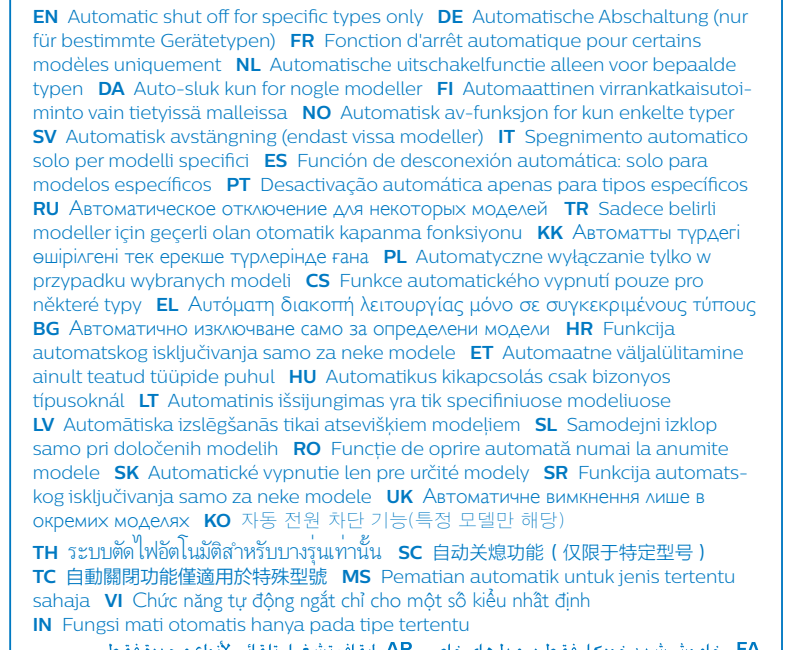 EN Automatic shut off for specific types only DE Automatische Abschaltung (nur
für bestimmte Gerätetypen) FR Fonction d'arrêt automatique pour certains
modèles uniquement NL Automatische uitschakelfunctie alleen voor bepaalde
typen DA Auto-sluk kun for nogle modeller FI Automaattinen virrankatkaisutoi-
minto vain tietyissä malleissa NO Automatisk av-funksjon for kun enkelte typer
SV Automatisk avstängning (endast vissa modeller) IT Spegnimento automatico
solo per modelli specifici ES Función de desconexión automática: solo para
modelos específicos PT Desactivação automática apenas para tipos específicos
RU Автоматическое отключение для некоторых моделей TR Sadece belirli
modeller için geçerli olan otomatik kapanma fonksiyonu KK Автоматты түрдегі
өшірілгені тек ерекше түрлерінде ғана PL Automatyczne wyłączanie tylko w
przypadku wybranych modeli CS Funkce automatického vypnutí pouze pro
některé typy EL Αυτόματη διακοπή λειτουργίας μόνο σε συγκεκριμένους τύπους
BG Автоматично изключване само за определени модели HR Funkcija
automatskog isključivanja samo za neke modele ET Automaatne väljalülitamine
ainult teatud tüüpide puhul HU Automatikus kikapcsolás csak bizonyos
típusoknál LT Automatinis išsijungimas yra tik specifiniuose modeliuose
LV Automātiska izslēgšanās tikai atsevišķiem modeļiem SL Samodejni izklop
samo pri določenih modelih RO Funcţie de oprire automată numai la anumite
modele SK Automatické vypnutie len pre určité modely SR Funkcija automats-
kog isključivanja samo za neke modele UK Автоматичне вимкнення лише в
окремих моделях KO 자동 전원 차단 기능(특정 모델만 해당)
TH ระบบตัดไฟอัตโนมัติสำหรับบางรุ่นเท่านั้น SC 自动关熄功能 ( 仅限于特定型号 )
TC 自動關閉功能僅適用於特殊型號 MS Pematian automatik untuk jenis tertentu
sahaja VI Chức năng tự động ngắt chỉ cho một số kiểu nhất định
IN Fungsi mati otomatis hanya pada tipe tertentu
FA AR